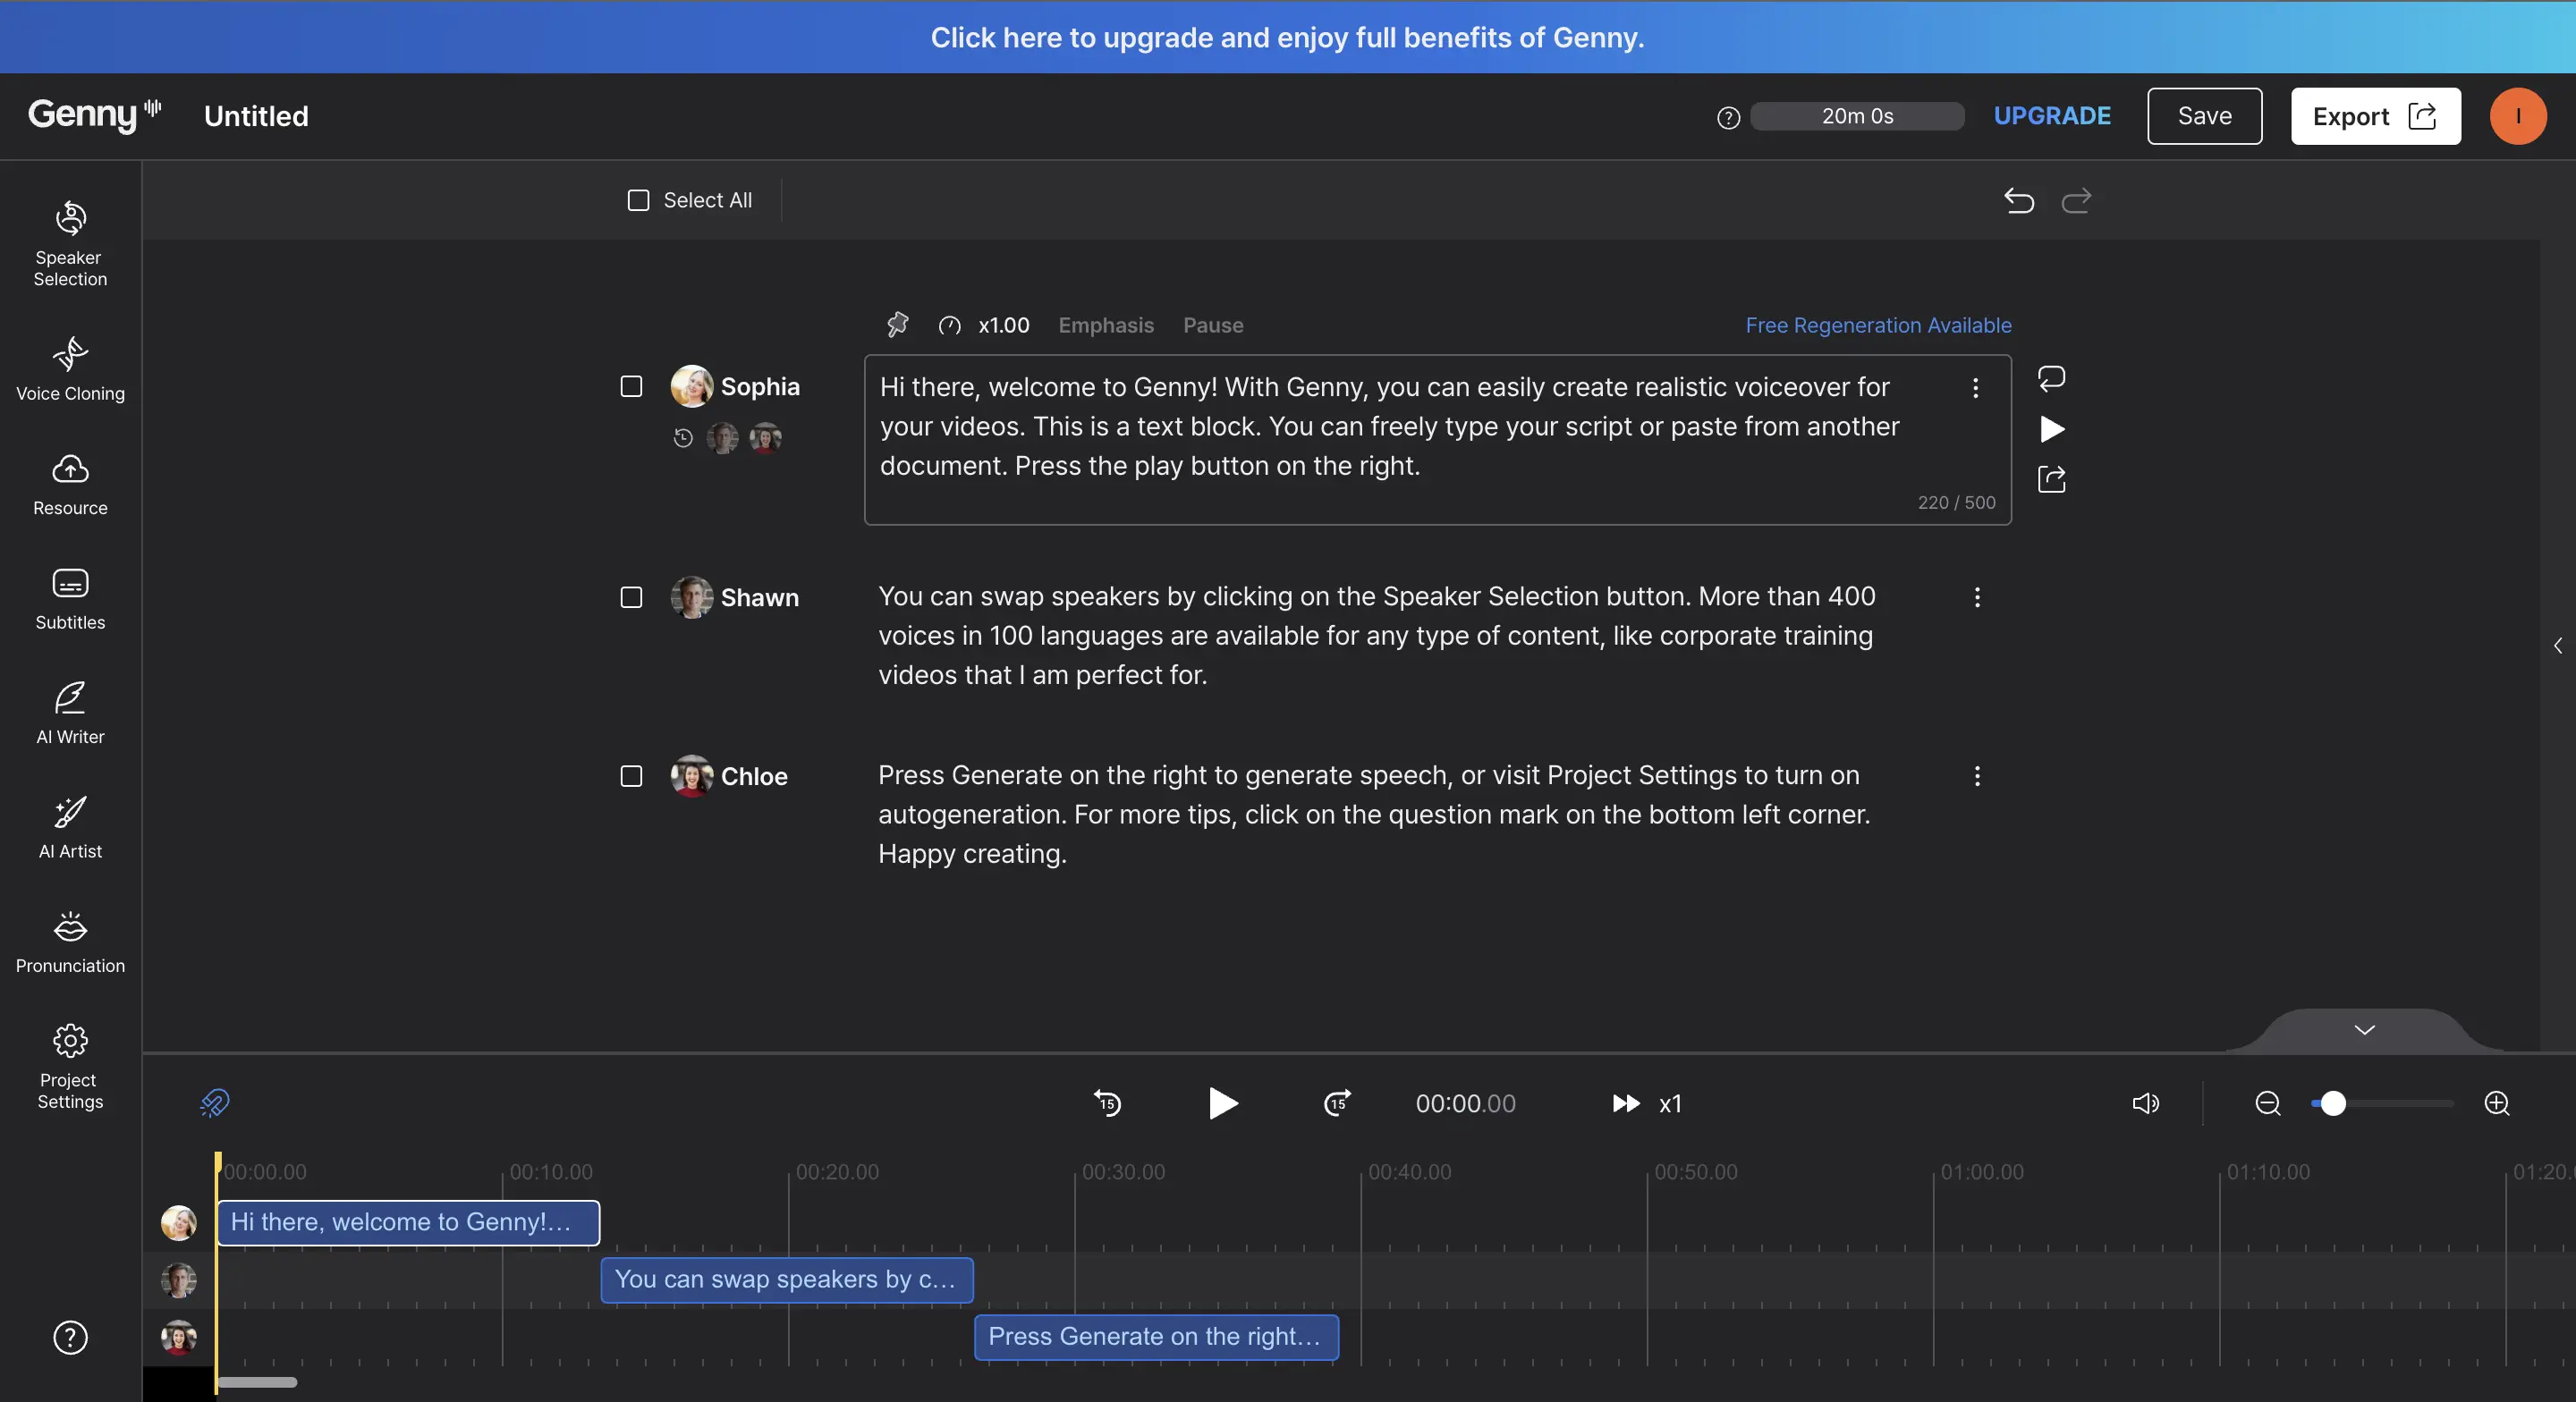 Click here to upgrade and enjoy full benefits of Genny.
Genny
Untitled
20m 0s
UPGRADE
Save
Export
I
Speaker
Selection
Voice Cloning
Resource
Subtitles
AI Writer
AI Artist
Pronunciation
Project
Settings
Select All
x1.00
Emphasis
Pause
Free Regeneration Available
Sophia
Hi there, welcome to Genny! With Genny, you can easily create realistic voiceover for
your videos. This is a text block. You can freely type your script or paste from another
document. Press the play button on the right.
220 / 500
Shawn
You can swap speakers by clicking on the Speaker Selection button. More than 400
voices in 100 languages are available for any type of content, like corporate training
videos that I am perfect for.
Chloe
Press Generate on the right to generate speech, or visit Project Settings to turn on
autogeneration. For more tips, click on the question mark on the bottom left corner.
Happy creating.
15
15
00:00.00
x1
00:00.00
00:10.00
00:20.00
00:30.00
00:40.00
00:50.00
01:00.00
01:10.00
01:20.
Hi there, welcome to Genny!...
You can swap speakers by c...
Press Generate on the right...